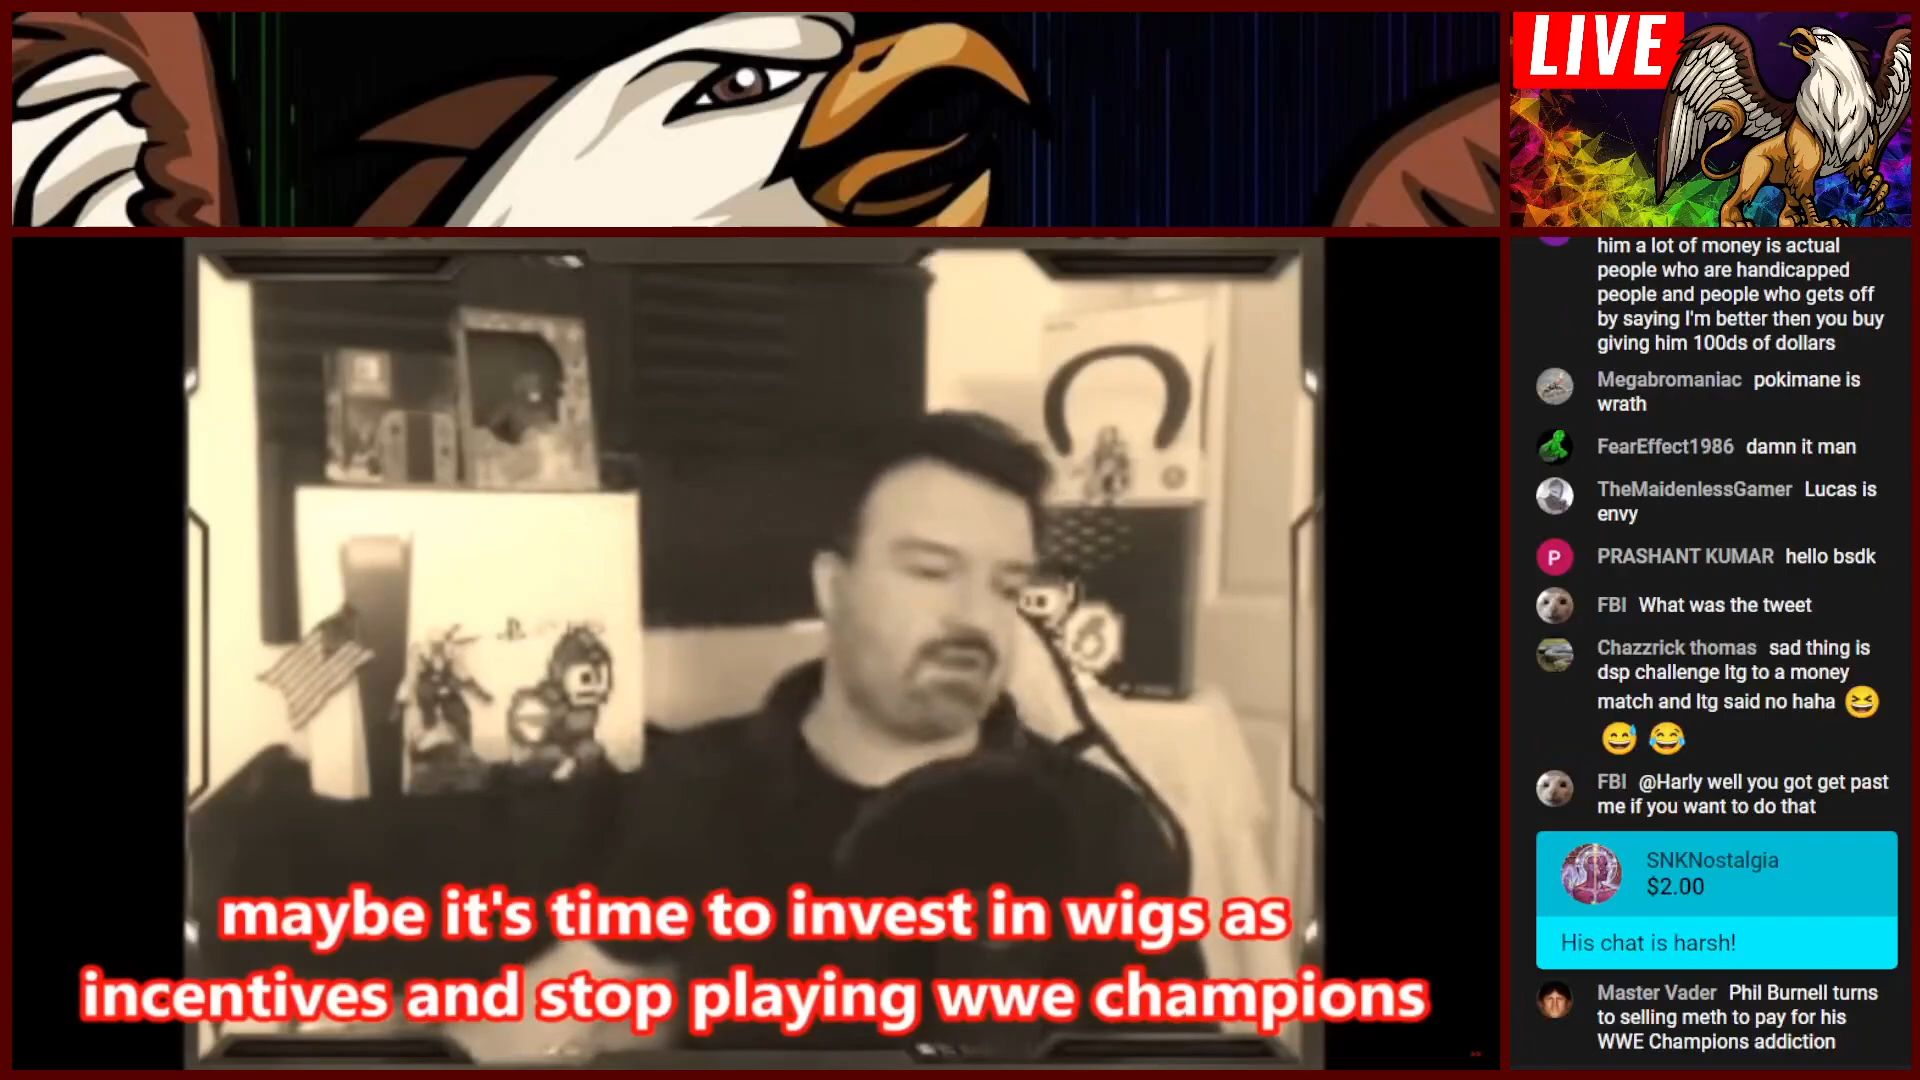 LIVE
him a lot of money is actual
people who are handicapped
people and people who gets off
by saying I'm better then you buy
giving him 100ds of dollars
Megabromaniac pokimane is
wrath
FearEffect1986 damn it man
TheMaidenlessGamer Lucas is
envy
P PRASHANT KUMAR hello bsdk
FBI What was the tweet
Chazzrick thomas sad thing is
dsp challenge ltg to a money
match and ltg said no haha 😆
😅 😂
FBI @Harly well you got get past
me if you want to do that
SNKNostalgia
$2.00
His chat is harsh!
Master Vader Phil Burnell turns
to selling meth to pay for his
WWE Champions addiction
maybe it's time to invest in wigs as
incentives and stop playing wwe champions